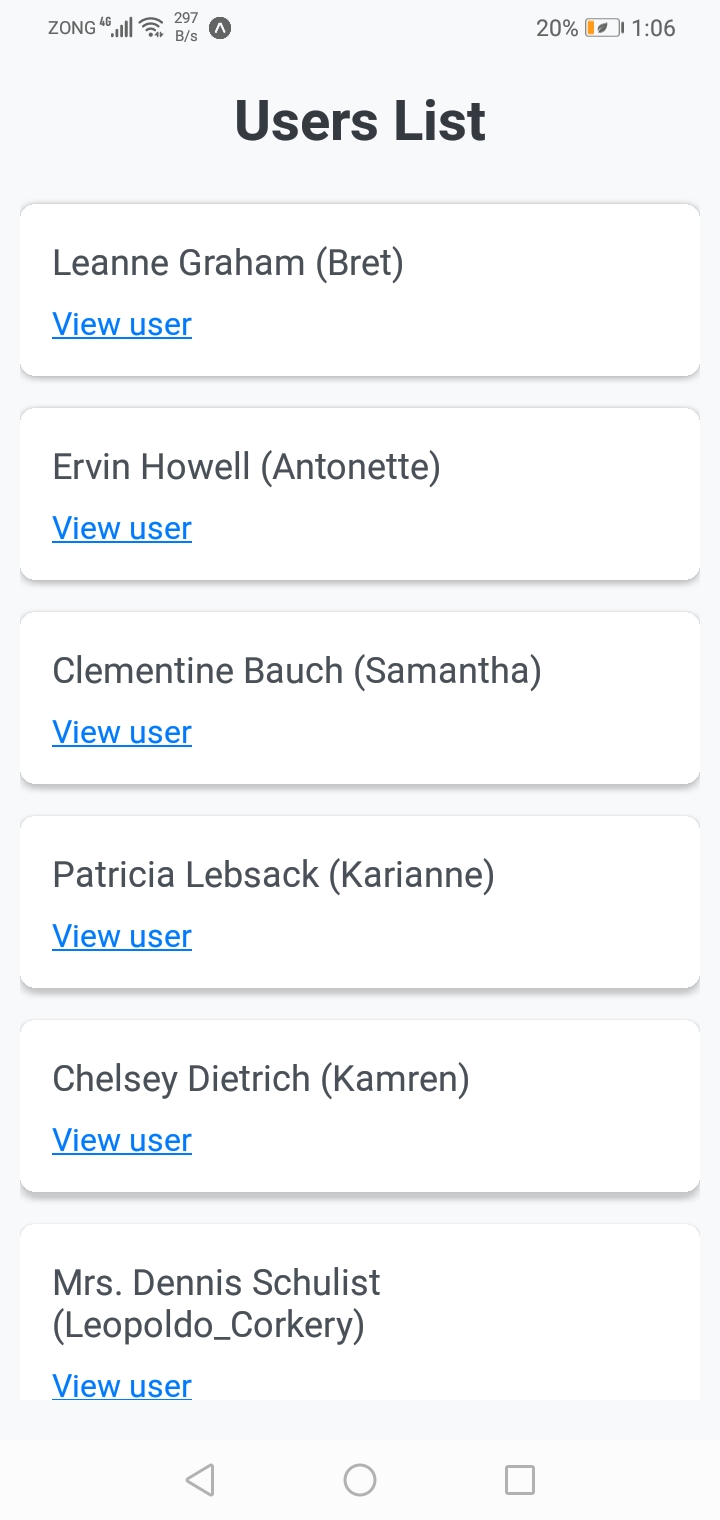 ZONG 4G 297 B/s 20% 1:06
Users List
Leanne Graham (Bret)
View user
Ervin Howell (Antonette)
View user
Clementine Bauch (Samantha)
View user
Patricia Lebsack (Karianne)
View user
Chelsey Dietrich (Kamren)
View user
Mrs. Dennis Schulist
(Leopoldo_Corkery)
View user